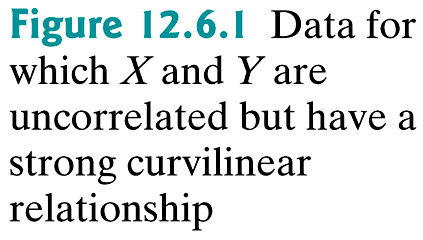 Figure 12.6.1 Data for
which X and Y are
uncorrelated but have a
strong curvilinear
relationship